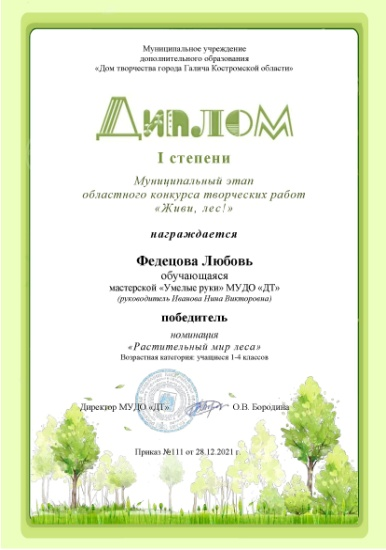 Муниципальное учреждение
дополнительного образования
«Дом творчества города Галича Костромской области»
Диплом
I степени
Муниципальный этап
областного конкурса творческих работ
«Живи, лес!»
награждается
Федецова Любовь
обучающаяся
мастерской «Умелые руки» МУДО «ДТ»
(руководитель Иванова Нина Викторовна)
победитель
номинация
«Растительный мир леса»
Возрастная категория: учащиеся 1-4 классов
Директор МУДО «ДТ» О.В. Бородина
Приказ №111 от 28.12.2021 г.